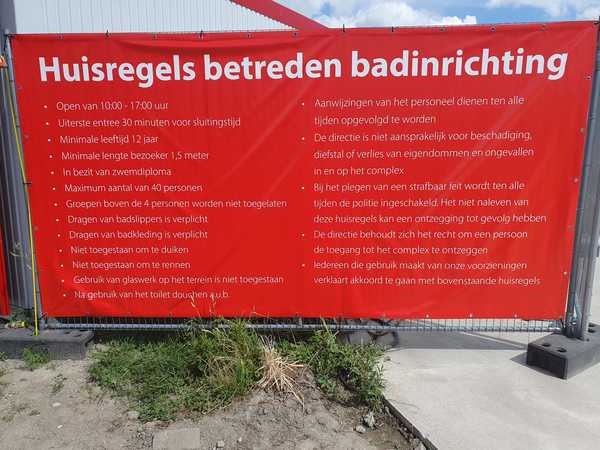 Huisregels betreden badinrichting
• Open van 10:00 - 17:00 uur
• Uiterste entree 30 minuten voor sluitingstijd
• Minimale leeftijd 12 jaar
• Minimale lengte bezoeker 1,5 meter
• In bezit van zwemdiploma
• Maximum aantal van 40 personen
• Groepen boven de 4 personen worden niet toegelaten
• Dragen van badslippers is verplicht
• Dragen van badkleding is verplicht
• Niet toegestaan om te duiken
• Niet toegestaan om te rennen
• Gebruik van glaswerk op het terrein is niet toegestaan
• Na gebruik van het toilet douchen a.u.b.
• Aanwijzingen van het personeel dienen ten alle
tijden opgevolgd te worden
• De directie is niet aansprakelijk voor beschadiging,
diefstal of verlies van eigendommen en ongevallen
in en op het complex
• Bij het plegen van een strafbaar feit wordt ten alle
tijden de politie ingeschakeld. Het niet naleven van
deze huisregels kan een ontzegging tot gevolg hebben
• De directie behoudt zich het recht om een persoon
de toegang tot het complex te ontzeggen
• Iedereen die gebruik maakt van onze voorzieningen
verklaart akkoord te gaan met bovenstaande huisregels